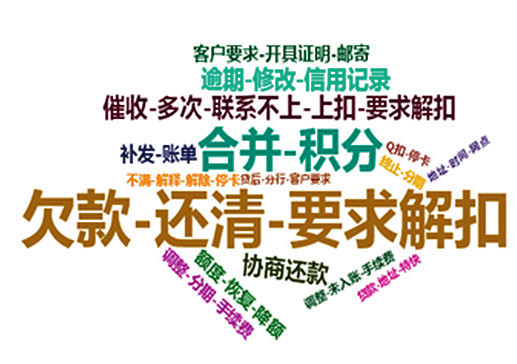 客户要求-开具证明-邮寄
逾期-修改-信用记录
催收-多次-联系不上-上扣-要求解扣
补发-账单
合并-积分
Q扣-停卡
终止-分期
地址-时间-网点
不满-解释-解除-停卡
贷后-分行-客户要求
欠款-还清-要求解扣
协商还款
额度-恢复-降额
调整-分期-手续费
调整-未入账-手续费
贷款-地址-特快